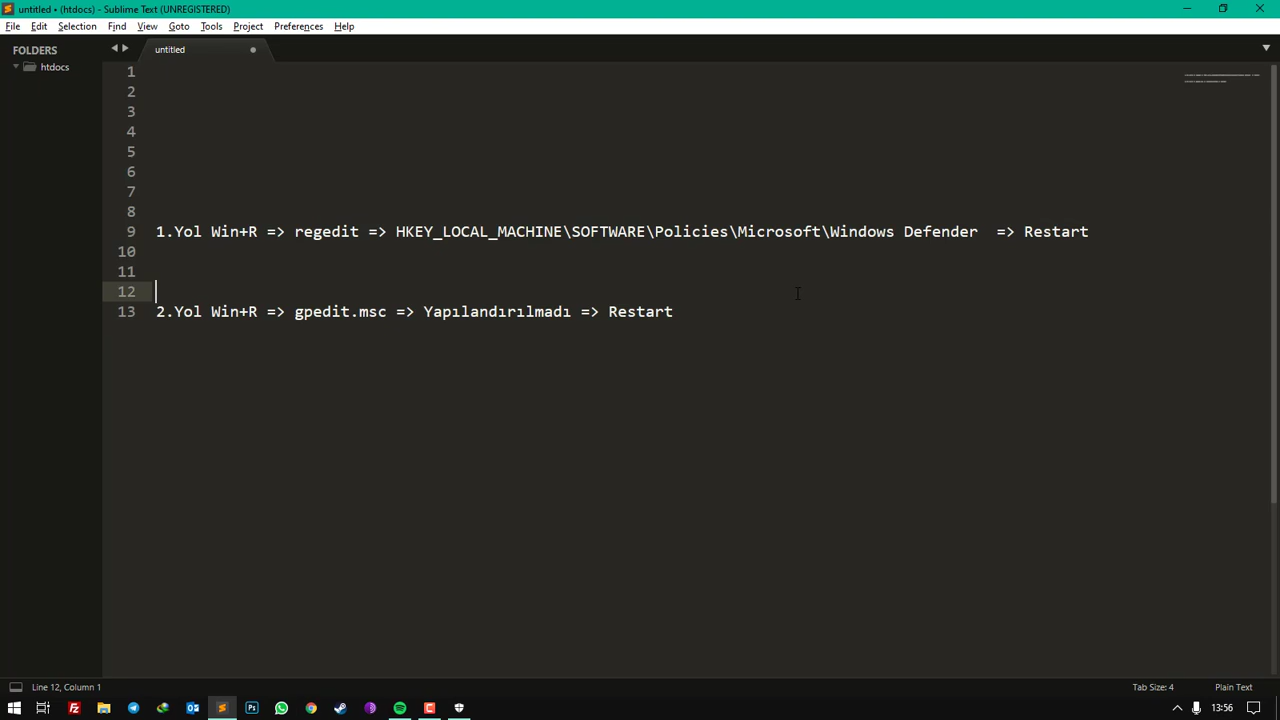 untitled • (htdocs) - Sublime Text (UNREGISTERED)
File Edit Selection Find View Goto Tools Project Preferences Help
FOLDERS
htdocs
untitled
1
2
3
4
5
6
7
8
9 1.Yol Win+R => regedit => HKEY_LOCAL_MACHINE\SOFTWARE\Policies\Microsoft\Windows Defender  => Restart
10
11
12
13 2.Yol Win+R => gpedit.msc => Yapılandırılmadı => Restart
Line 12, Column 1
Tab Size: 4
Plain Text
13:56